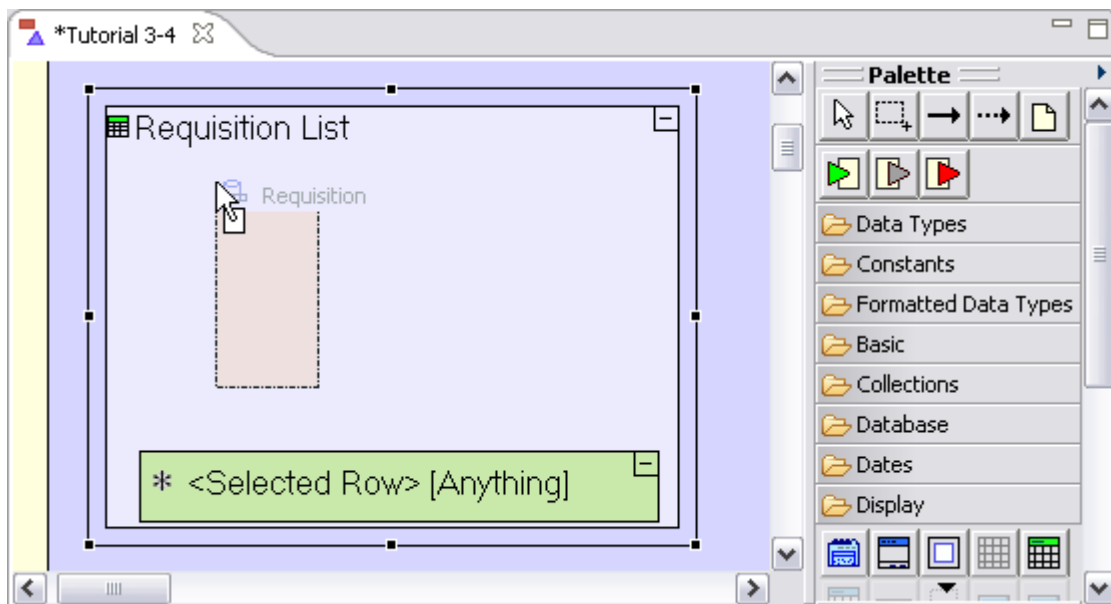 *Tutorial 3-4
Palette
Requisition List
Requisition
Data Types
Constants
Formatted Data Types
Basic
Collections
Database
Dates
Display
* <Selected Row> [Anything]